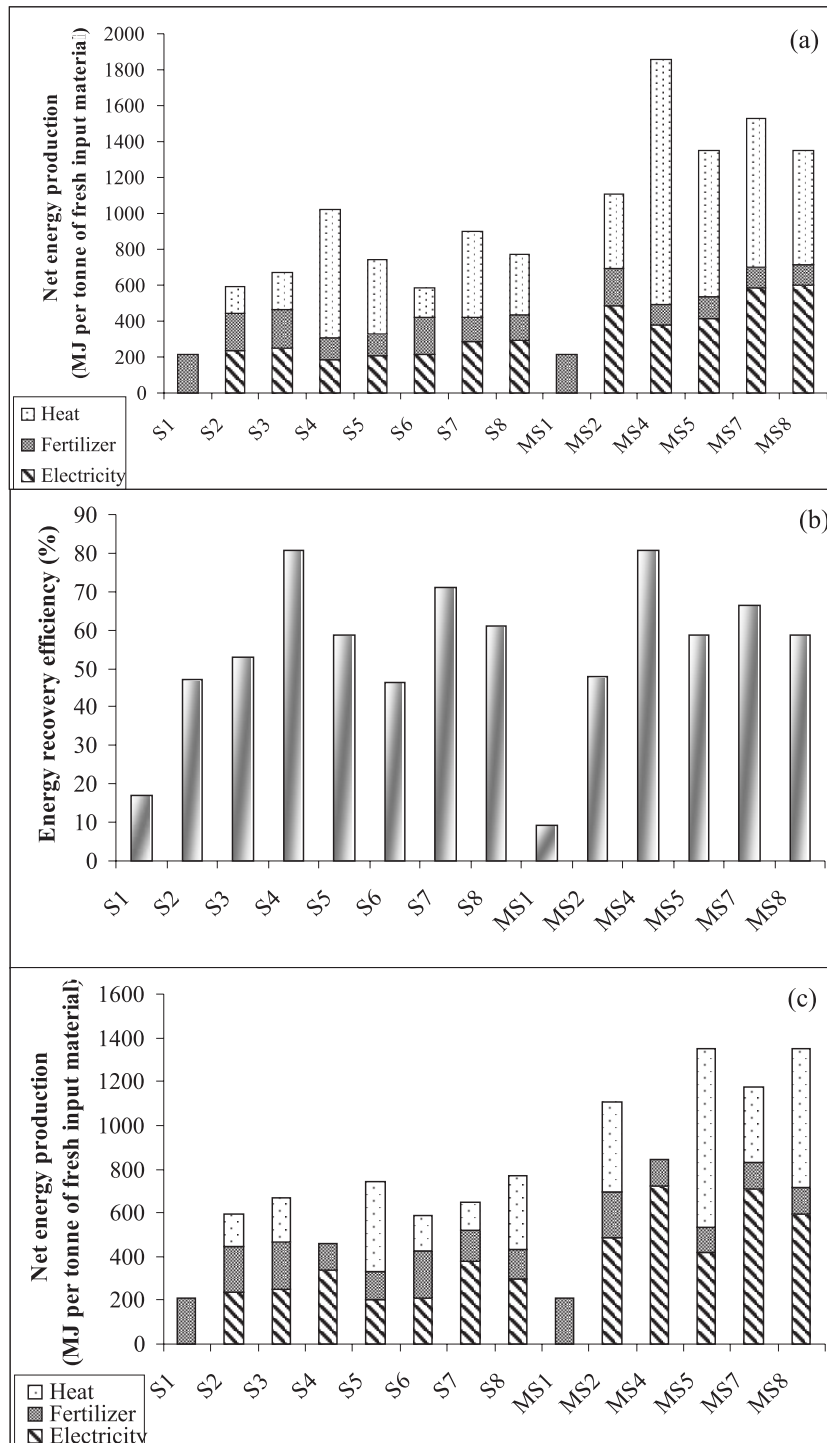 (a)
Net energy production
(MJ per tonne of fresh input material)
2000
1800
1600
1400
1200
1000
800
600
400
200
0
S1
S2
S3
S4
S5
S6
S7
S8
MS1
MS2
MS4
MS5
MS7
MS8
Heat
Fertilizer
Electricity
(b)
Energy recovery efficiency (%)
90
80
70
60
50
40
30
20
10
0
S1
S2
S3
S4
S5
S6
S7
S8
MS1
MS2
MS4
MS5
MS7
MS8
(c)
Net energy production
(MJ per tonne of fresh input material)
1600
1400
1200
1000
800
600
400
200
0
S1
S2
S3
S4
S5
S6
S7
S8
MS1
MS2
MS4
MS5
MS7
MS8
Heat
Fertilizer
Electricity